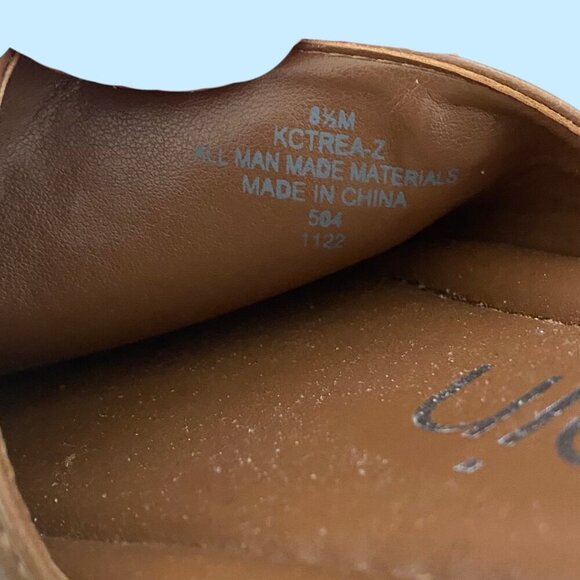 8½M
KCTREA-Z
ALL MAN MADE MATERIALS
MADE IN CHINA
504
1122